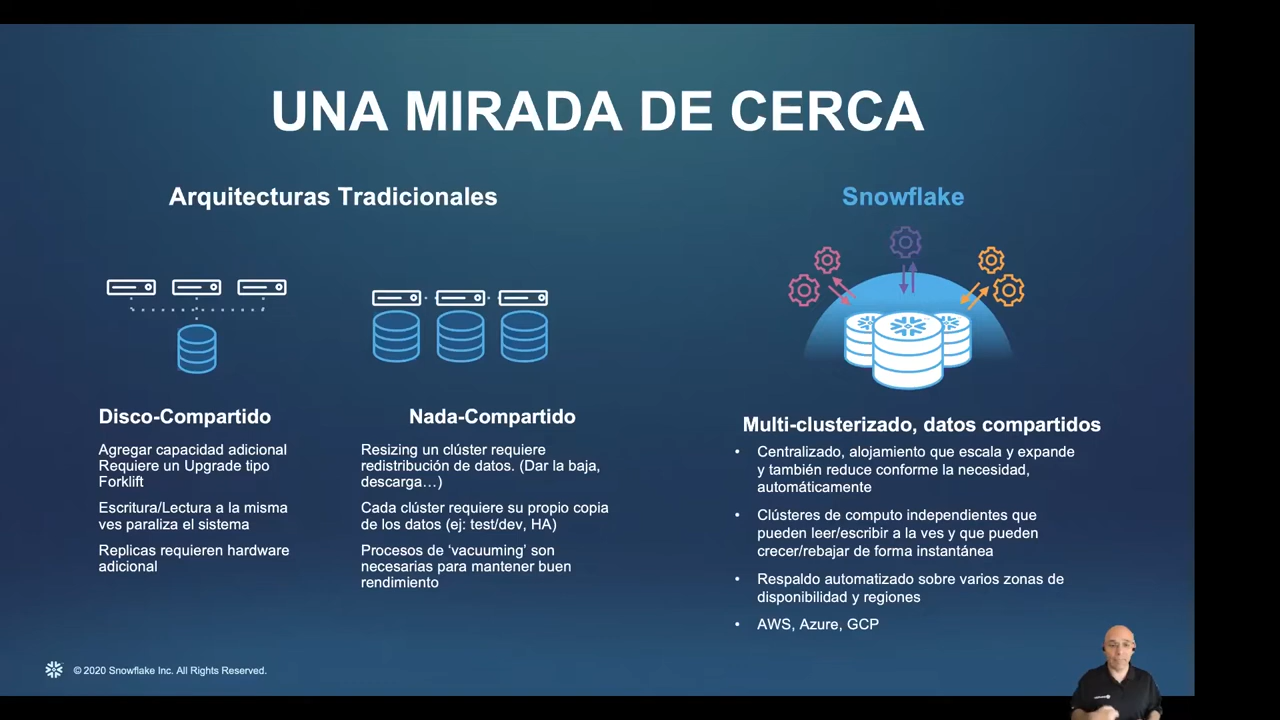 UNA MIRADA DE CERCA
Arquitecturas Tradicionales
Disco-Compartido
Agregar capacidad adicional
Requiere un Upgrade tipo
Forklift
Escritura/Lectura a la misma
ves paraliza el sistema
Replicas requieren hardware
adicional
Nada-Compartido
Resizing un clúster requiere
redistribución de datos. (Dar la baja,
descarga…)
Cada clúster requiere su propio copia
de los datos (ej: test/dev, HA)
Procesos de ‘vacuuming’ son
necesarias para mantener buen
rendimiento
Snowflake
Multi-clusterizado, datos compartidos
• Centralizado, alojamiento que escala y expande
y también reduce conforme la necesidad,
automáticamente
• Clústeres de computo independientes que
pueden leer/escribir a la ves y que pueden
crecer/rebajar de forma instantánea
• Respaldo automatizado sobre varios zonas de
disponibilidad y regiones
• AWS, Azure, GCP
© 2020 Snowflake Inc. All Rights Reserved.